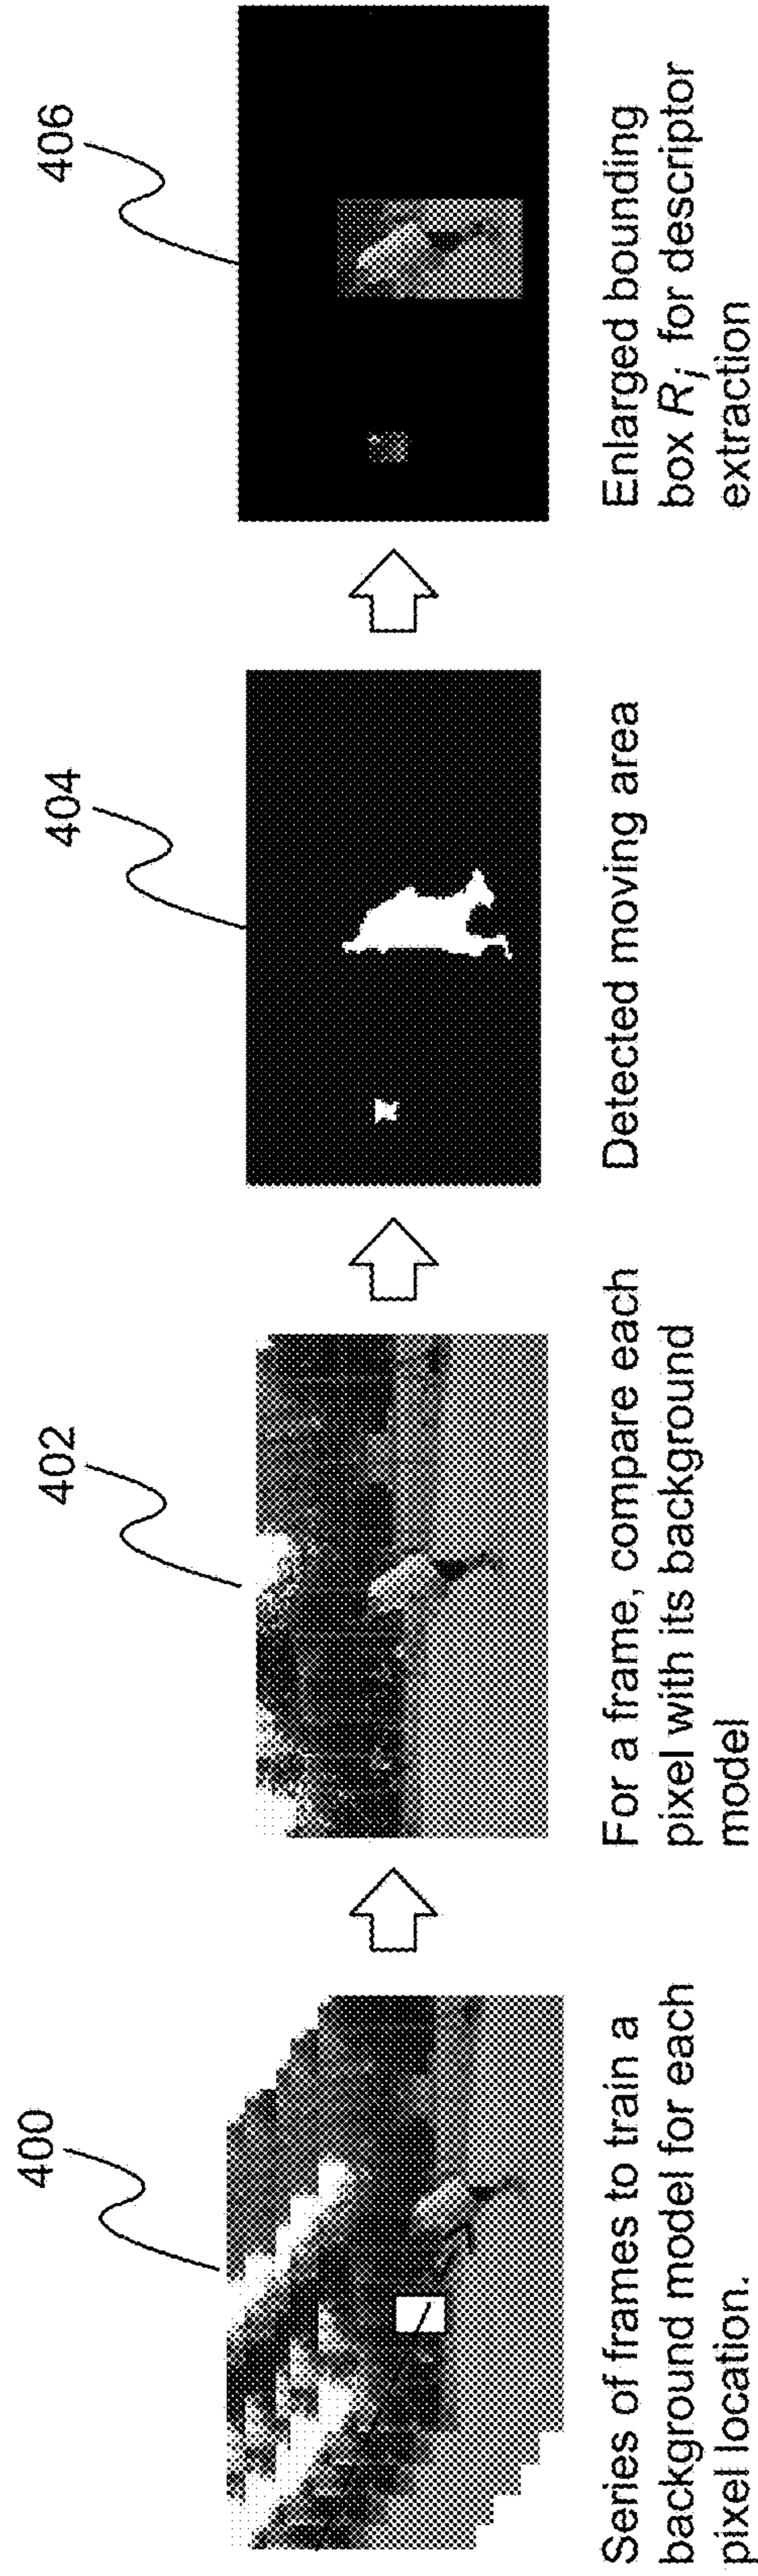 400
Series of frames to train a
background model for each
pixel location.
402
For a frame, compare each
pixel with its background
model
404
Detected moving area
406
Enlarged bounding
box Ri for descriptor
extraction